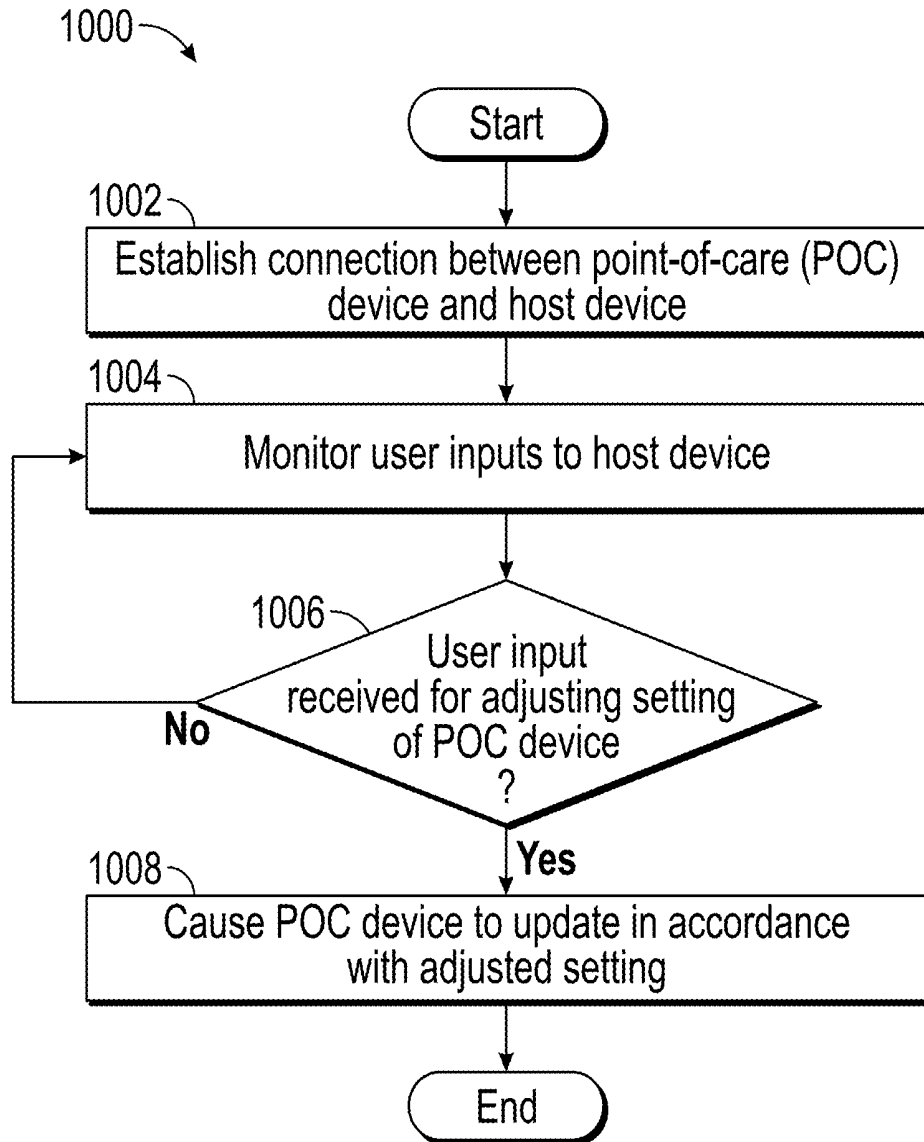 1000
Start
1002
Establish connection between point-of-care (POC)
device and host device
1004
Monitor user inputs to host device
1006
User input
received for adjusting setting
of POC device
?
No
Yes
1008
Cause POC device to update in accordance
with adjusted setting
End